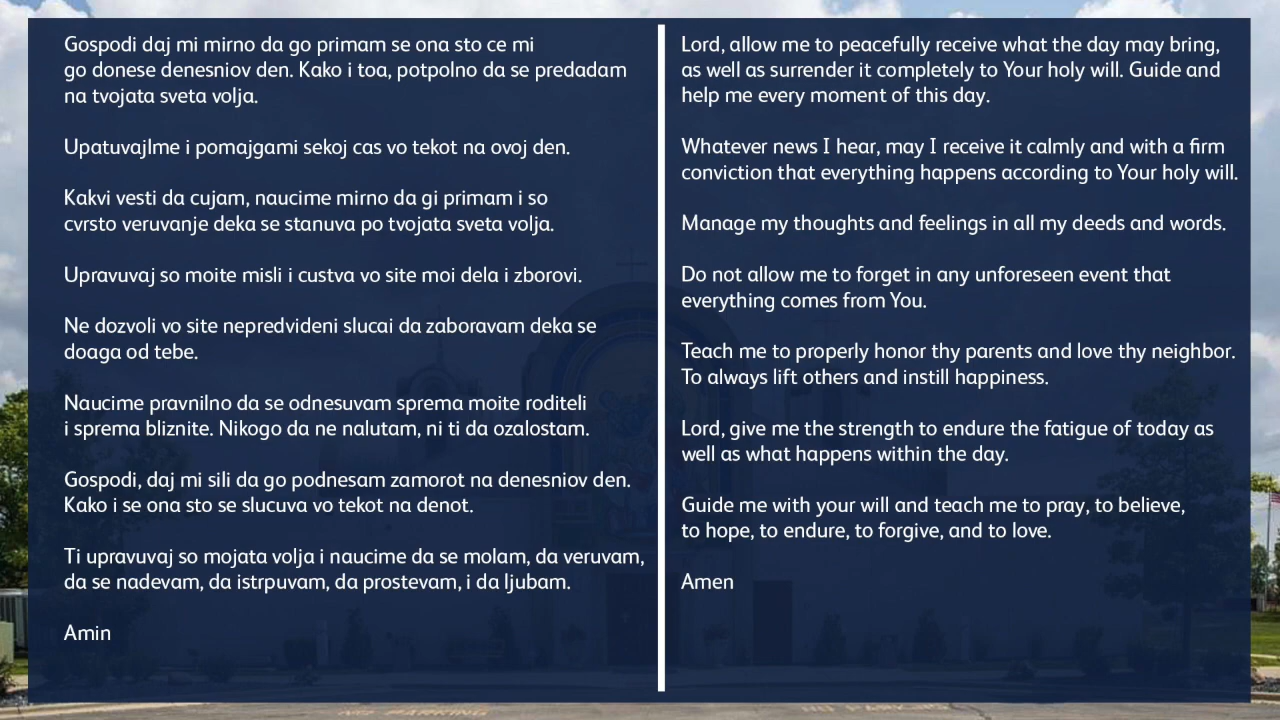 Gospodi daj mi mirno da go primam se ona sto ce mi
go donese denesniov den. Kako i toa, potpolno da se predadam
na tvojata sveta volja.
Upatuvajlme i pomajgami sekoj cas vo tekot na ovoj den.
Kakvi vesti da cujam, naucime mirno da gi primam i so
cvrsto veruvanje deka se stanuva po tvojata sveta volja.
Upravuvaj so moite misli i custva vo site moi dela i zborovi.
Ne dozvoli vo site nepredvideni slucai da zaboravam deka se
doaga od tebe.
Naucime pravnilno da se odnesuvam sprema moite roditeli
i sprema bliznite. Nikogo da ne nalutam, ni ti da ozalostam.
Gospodi, daj mi sili da go podnesam zamorot na denesniov den.
Kako i se ona sto se slucuva vo tekot na denot.
Ti upravuvaj so mojata volja i naucime da se molam, da veruvam,
da se nadevam, da istrpuvam, da prostevam, i da ljubam.
Amin
Lord, allow me to peacefully receive what the day may bring,
as well as surrender it completely to Your holy will. Guide and
help me every moment of this day.
Whatever news I hear, may I receive it calmly and with a firm
conviction that everything happens according to Your holy will.
Manage my thoughts and feelings in all my deeds and words.
Do not allow me to forget in any unforeseen event that
everything comes from You.
Teach me to properly honor thy parents and love thy neighbor.
To always lift others and instill happiness.
Lord, give me the strength to endure the fatigue of today as
well as what happens within the day.
Guide me with your will and teach me to pray, to believe,
to hope, to endure, to forgive, and to love.
Amen
NO PARKING
NO PARKING